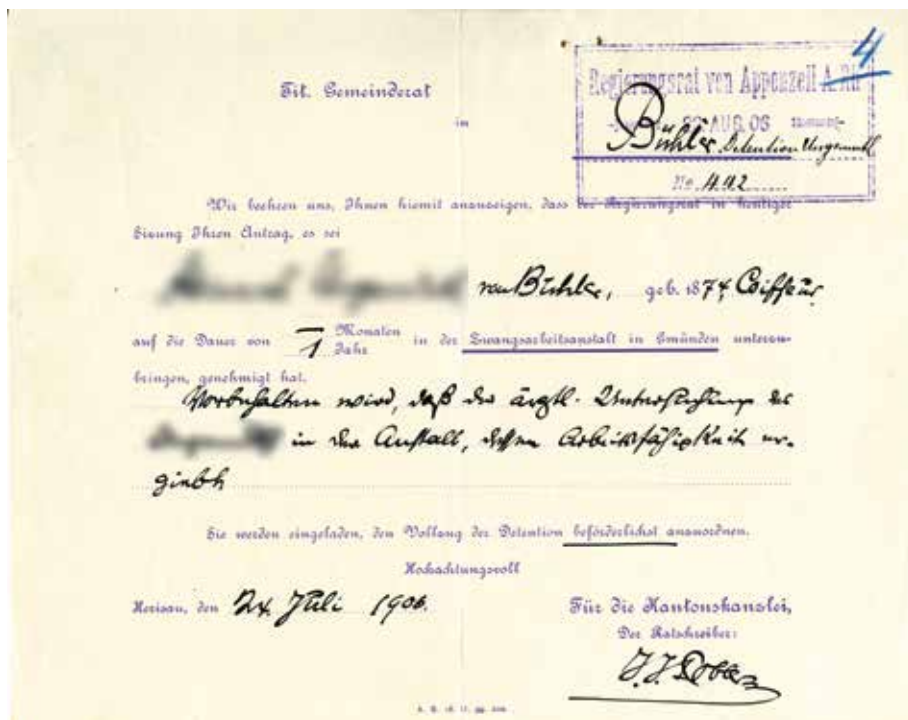 4
Regierungsrat von Appenzell A. Rh
AUG. 06
Bühler Detention
No. 442
Tit. Gemeinderat
in
Wir beehren uns, Ihnen hiemit anzuzeigen, dass der Regierungsrat in heutiger
Sizung Ihren Antrag, es sei
von Bühler, geb. 1874, Coiffeur
auf die Dauer von 1 Monaten Jahr in der Zwangsarbeitsanstalt in Gmünden unterzu-
bringen, genehmigt hat.
Vorbehalten wird, daß die ärztl. Untersuchung des
in der Anstalt, dessen Arbeitsfähigkeit er-
giebt
Sie werden eingeladen, den Vollzug der Detention beförderlichst anzuordnen.
Hochachtungsvoll
Herisau, den 24. Juli 1906.
Für die Kantonskanzlei,
Der Ratschreiber: